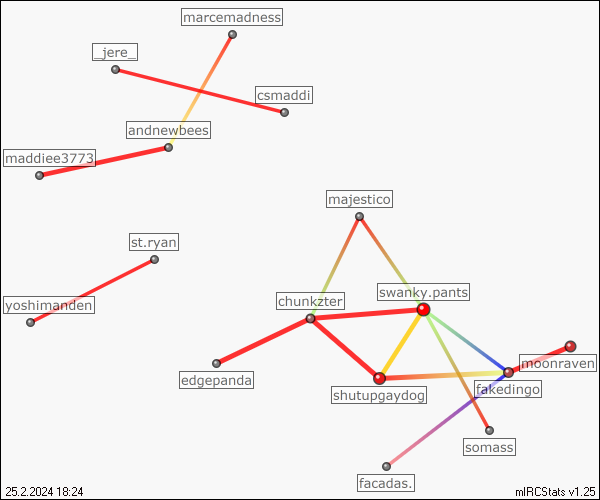 marcemadness
_jere_
csmaddi
andnewbees
maddiee3773
majestico
st.ryan
swanky.pants
chunkzter
yoshimanden
moonraven
edgepanda
fakedingo
shutupgaydog
somass
facadas.
25.2.2024 18:24
mIRCStats v1.25